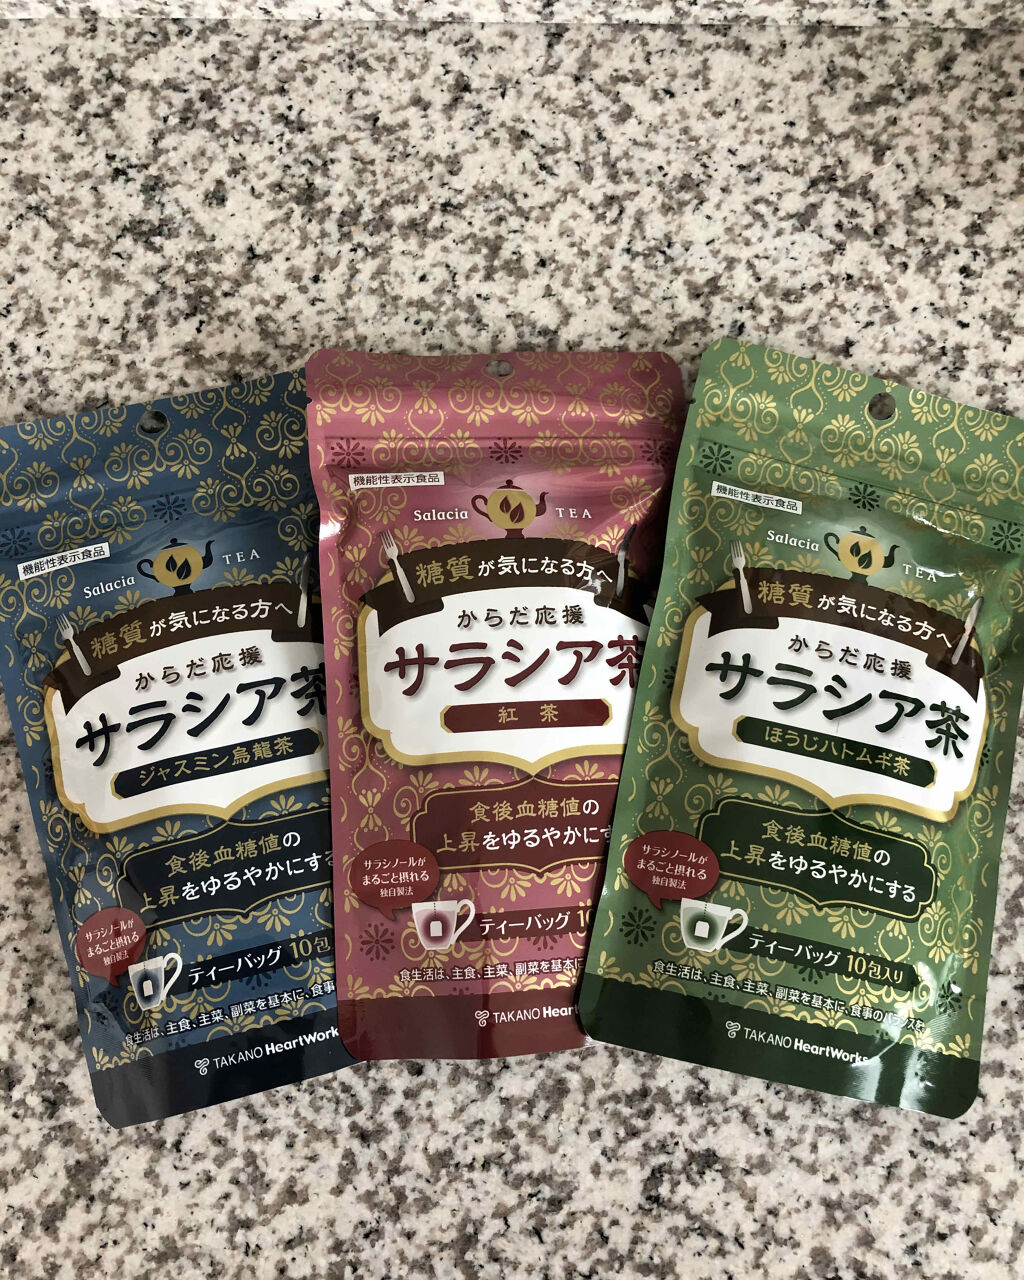 機能性表示食品
Salacia TEA
糖質が気になる方へ
からだ応援
サラシア茶
ジャスミン烏龍茶
食後血糖値の
上昇をゆるやかにする
サラシノールが
まるごと摂れる
独自製法
ティーバッグ 10包
食生活は、主食、主菜、副菜を基本に、食事
TAKANO HeartWorks
機能性表示食品
Salacia TEA
糖質が気になる方へ
からだ応援
サラシア茶
紅茶
食後血糖値の
上昇をゆるやかにす
サラシノールが
まるごと摂れる
独自製法
ティーバッグ 10
食生活は、主食、主菜、副菜を基本に
TAKANO Heart
機能性表示食品
Salacia TEA
糖質が気になる方へ
からだ応援
サラシア茶
ほうじハトムギ茶
食後血糖値の
上昇をゆるやかにする
サラシノールが
まるごと摂れる
独自製法
ティーバッグ 10包入り
食生活は、主食、主菜、副菜を基本に、食事のバランスを
TAKANO HeartWorks